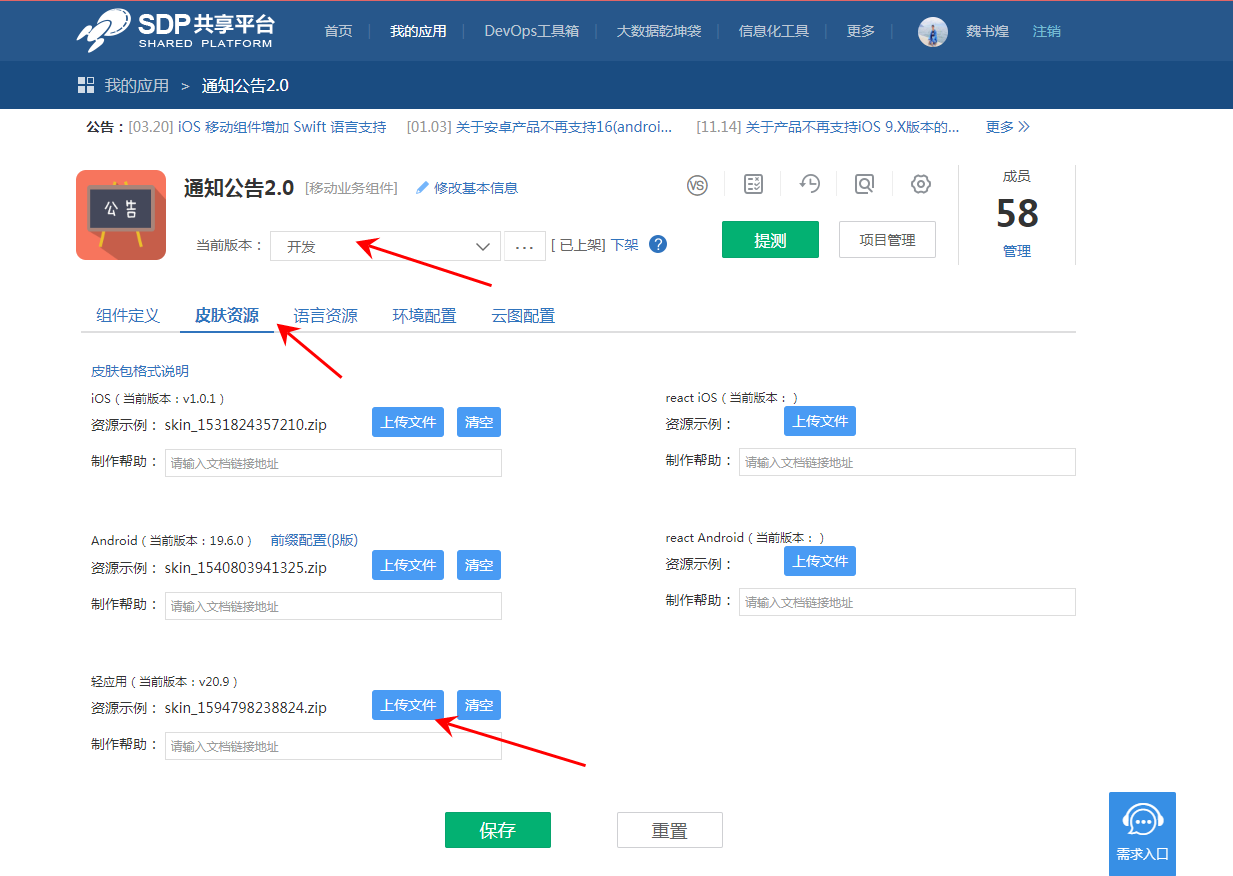 SDP共享平台
SHARED PLATFORM
首页 我的应用 DevOps工具箱 大数据乾坤袋 信息化工具 更多 魏书煌 注销
我的应用 > 通知公告2.0
公告：[03.20] iOS 移动组件增加 Swift 语言支持 [01.03] 关于安卓产品不再支持16(androi... [11.14] 关于产品不再支持iOS 9.X版本的... 更多
公告
通知公告2.0 [移动业务组件] 修改基本信息
VS
成员
58
管理
当前版本： 开发 ... [ 已上架] 下架 ?
提测 项目管理
组件定义 皮肤资源 语言资源 环境配置 云图配置
皮肤包格式说明
iOS ( 当前版本：v1.0.1 )
资源示例： skin_1531824357210.zip 上传文件 清空
制作帮助： 请输入文档链接地址
react iOS ( 当前版本： )
资源示例： 上传文件
制作帮助： 请输入文档链接地址
Android ( 当前版本：19.6.0 ) 前缀配置(β版)
资源示例： skin_1540803941325.zip 上传文件 清空
制作帮助： 请输入文档链接地址
react Android ( 当前版本： )
资源示例： 上传文件
制作帮助： 请输入文档链接地址
轻应用 ( 当前版本：v20.9 )
资源示例： skin_1594798238824.zip 上传文件 清空
制作帮助： 请输入文档链接地址
保存 重置
需求入口